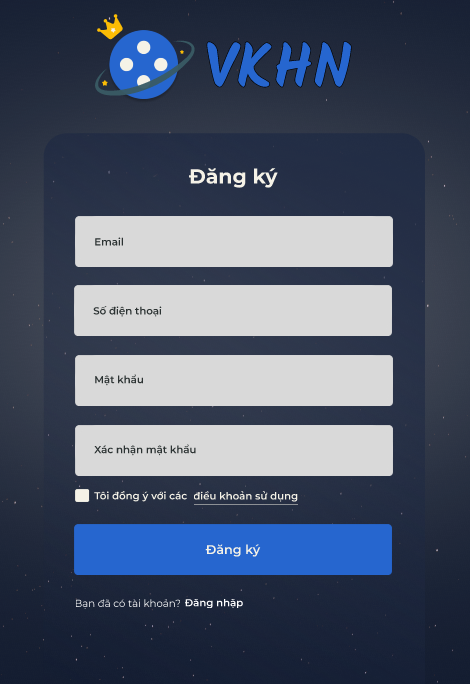 VKHN
Đăng ký
Email
Số điện thoại
Mật khẩu
Xác nhận mật khẩu
Tôi đồng ý với các điều khoản sử dụng
Đăng ký
Bạn đã có tài khoản? Đăng nhập